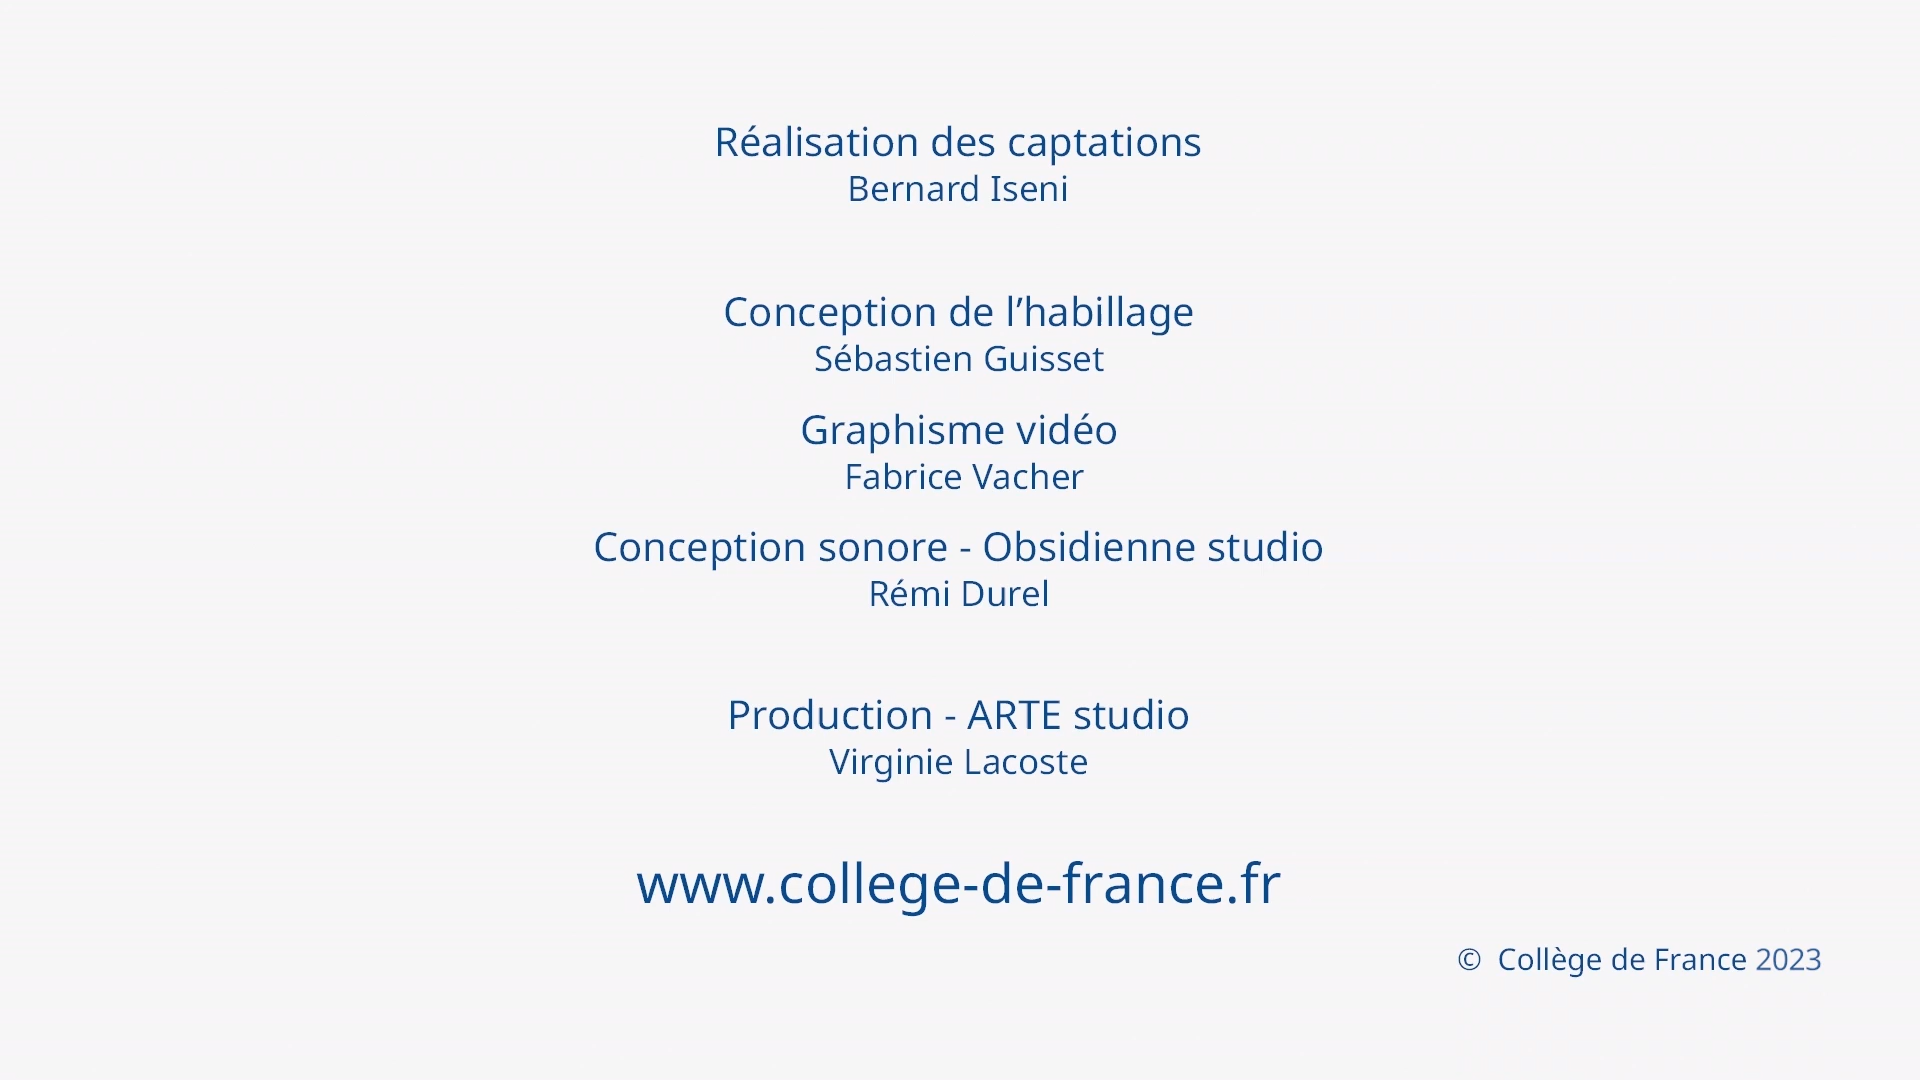 Réalisation des captations
Bernard Iseni
Conception de l’habillage
Sébastien Guisset
Graphisme vidéo
Fabrice Vacher
Conception sonore - Obsidienne studio
Rémi Durel
Production - ARTE studio
Virginie Lacoste
www.college-de-france.fr
© Collège de France 2023